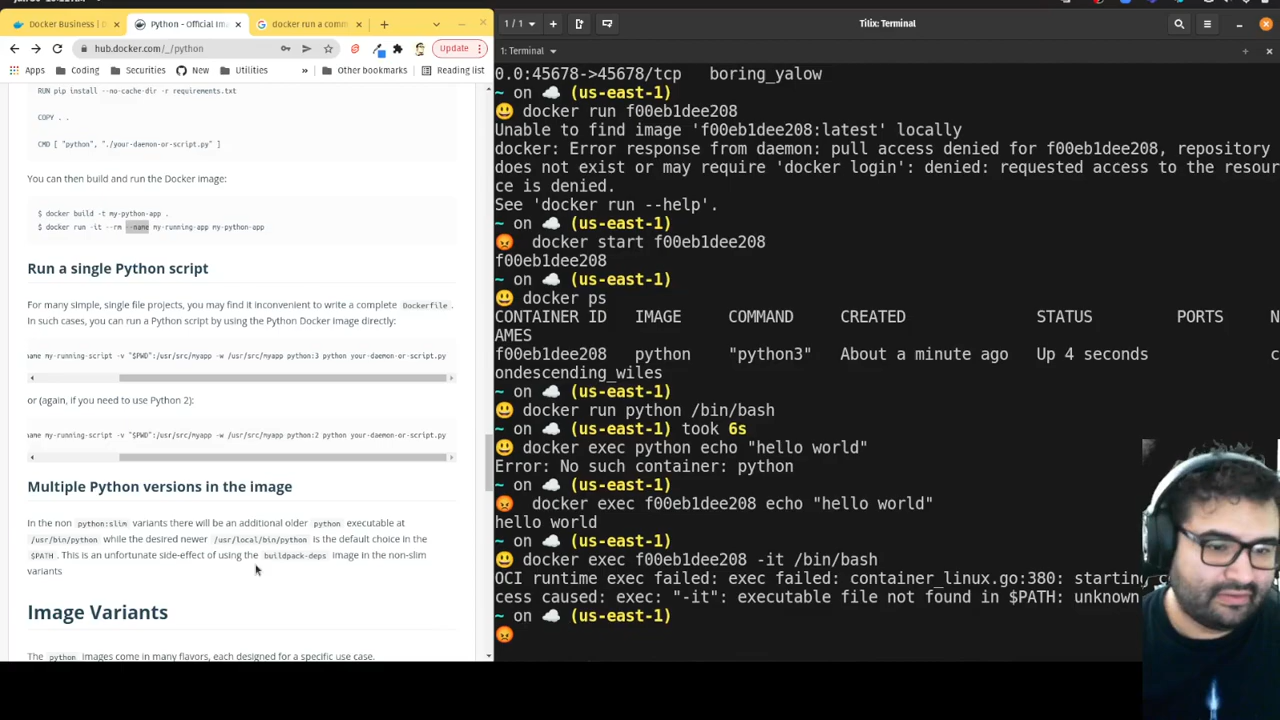 Docker Business | D
Python - Official Im
docker run a comm
hub.docker.com/_/python
Update
Apps
Coding
Securities
New
Utilities
»
Other bookmarks
Reading list
RUN pip install --no-cache-dir -r requirements.txt
COPY . .
CMD [ "python", "./your-daemon-or-script.py" ]
You can then build and run the Docker image:
$ docker build -t my-python-app .
$ docker run -it --rm --name my-running-app my-python-app
Run a single Python script
For many simple, single file projects, you may find it inconvenient to write a complete Dockerfile.
In such cases, you can run a Python script by using the Python Docker image directly:
name my-running-script -v "$PWD":/usr/src/myapp -w /usr/src/myapp python:3 python your-daemon-or-script.py
or (again, if you need to use Python 2):
name my-running-script -v "$PWD":/usr/src/myapp -w /usr/src/myapp python:2 python your-daemon-or-script.py
Multiple Python versions in the image
In the non python:slim variants there will be an additional older python executable at
/usr/bin/python while the desired newer /usr/local/bin/python is the default choice in the
$PATH. This is an unfortunate side-effect of using the buildpack-deps image in the non-slim
variants
Image Variants
The python images come in many flavors, each designed for a specific use case.
1 / 1
Tilix: Terminal
1: Terminal
0.0:45678->45678/tcp boring_yalow
~ on (us-east-1)
docker run f00eb1dee208
Unable to find image 'f00eb1dee208:latest' locally
docker: Error response from daemon: pull access denied for f00eb1dee208, repository
does not exist or may require 'docker login': denied: requested access to the resour
ce is denied.
See 'docker run --help'.
~ on (us-east-1)
docker start f00eb1dee208
f00eb1dee208
~ on (us-east-1)
docker ps
CONTAINER ID IMAGE COMMAND CREATED STATUS PORTS N
AMES
f00eb1dee208 python "python3" About a minute ago Up 4 seconds c
ondescending_wiles
~ on (us-east-1)
docker run python /bin/bash
~ on (us-east-1) took 6s
docker exec python echo "hello world"
Error: No such container: python
~ on (us-east-1)
docker exec f00eb1dee208 echo "hello world"
hello world
~ on (us-east-1)
docker exec f00eb1dee208 -it /bin/bash
OCI runtime exec failed: exec failed: container_linux.go:380: starting c
cess caused: exec: "-it": executable file not found in $PATH: unknown
~ on (us-east-1)